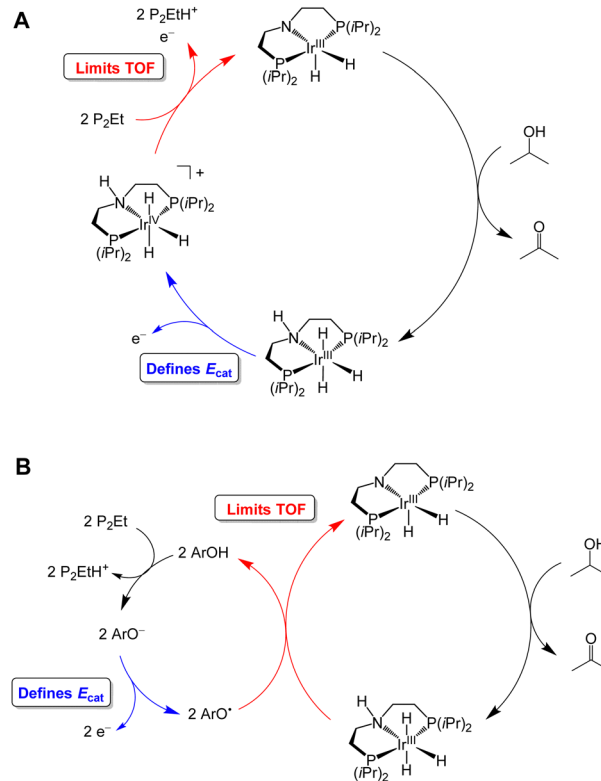 A
2 P₂EtH⁺
e⁻
Limits TOF
2 P₂Et
N
P(iPr)₂
Irᴵᴵᴵ
P
(iPr)₂
H
H
OH
O
H
N
H
P(iPr)₂
Irᴵⱽ
P
(iPr)₂
H
H
⁺
e⁻
Defines Ecat
H
N
H
P(iPr)₂
Irᴵᴵᴵ
P
(iPr)₂
H
H
B
Limits TOF
N
P(iPr)₂
Irᴵᴵᴵ
P
(iPr)₂
H
H
2 P₂Et
2 P₂EtH⁺
2 ArOH
2 ArO⁻
Defines Ecat
2 e⁻
2 ArO•
OH
O
H
N
H
P(iPr)₂
Irᴵᴵᴵ
P
(iPr)₂
H
H